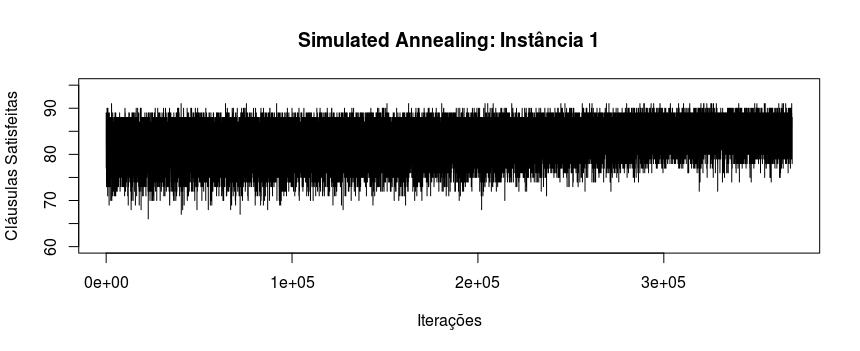 Simulated Annealing: Instância 1
Cláusulas Satisfeitas
90
80
70
60
0e+00 1e+05 2e+05 3e+05
Iterações